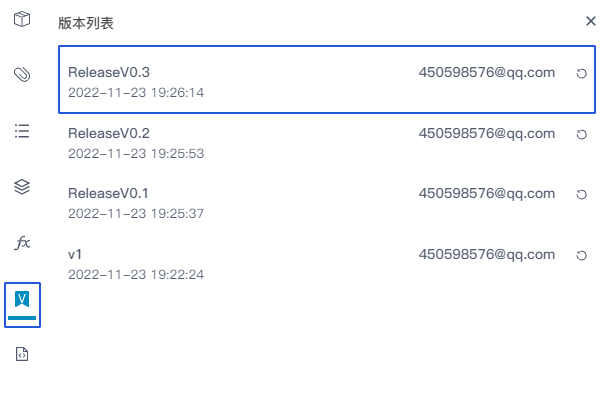 版本列表
ReleaseV0.3 450598576@qq.com
2022-11-23 19:26:14
ReleaseV0.2 450598576@qq.com
2022-11-23 19:25:53
ReleaseV0.1 450598576@qq.com
2022-11-23 19:25:37
v1 450598576@qq.com
2022-11-23 19:22:24
fx
V